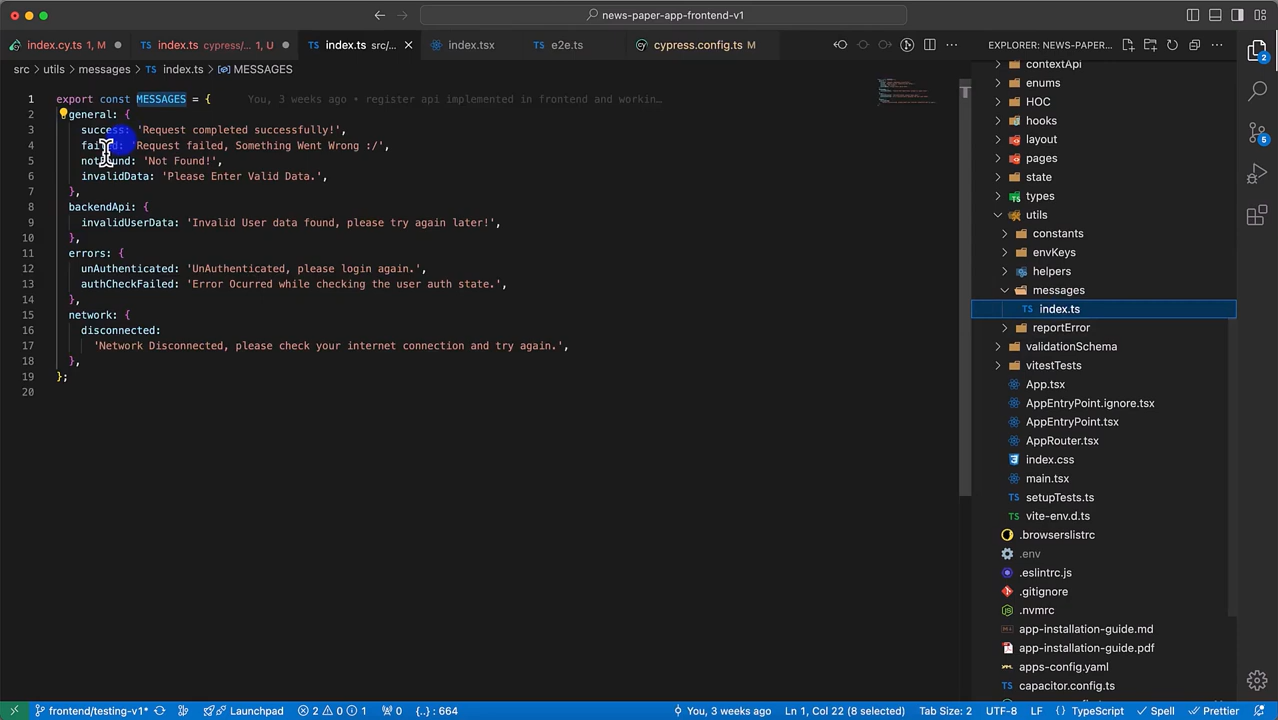 news-paper-app-frontend-v1
index.cy.ts 1, M
index.ts cypress/... 1, U
index.ts src/...
index.tsx
e2e.ts
cypress.config.ts M
EXPLORER: NEWS-PAPER...
src > utils > messages > TS index.ts > MESSAGES
1 export const MESSAGES = { You, 3 weeks ago • register api implemented in frontend and workin…
2 general: {
3 success: 'Request completed successfully!',
4 failed: 'Request failed, Something Went Wrong :/',
5 notFound: 'Not Found!',
6 invalidData: 'Please Enter Valid Data.',
7 },
8 backendApi: {
9 invalidUserData: 'Invalid User data found, please try again later!',
10 },
11 errors: {
12 unAuthenticated: 'UnAuthenticated, please login again.',
13 authCheckFailed: 'Error Ocurred while checking the user auth state.',
14 },
15 network: {
16 disconnected:
17 'Network Disconnected, please check your internet connection and try again.',
18 },
19 };
20
contextApi
enums
HOC
hooks
layout
pages
state
types
utils
constants
envKeys
helpers
messages
TS index.ts
reportError
validationSchema
vitestTests
App.tsx
AppEntryPoint.ignore.tsx
AppEntryPoint.tsx
AppRouter.tsx
index.css
main.tsx
TS setupTests.ts
TS vite-env.d.ts
.browserslistrc
.env
.eslintrc.js
.gitignore
.nvmrc
app-installation-guide.md
app-installation-guide.pdf
apps-config.yaml
TS capacitor.config.ts
2
5
frontend/testing-v1*
Launchpad
2 0 1
0
{..} : 664
You, 3 weeks ago
Ln 1, Col 22 (8 selected)
Tab Size: 2
UTF-8
LF
{ } TypeScript
Spell
Prettier